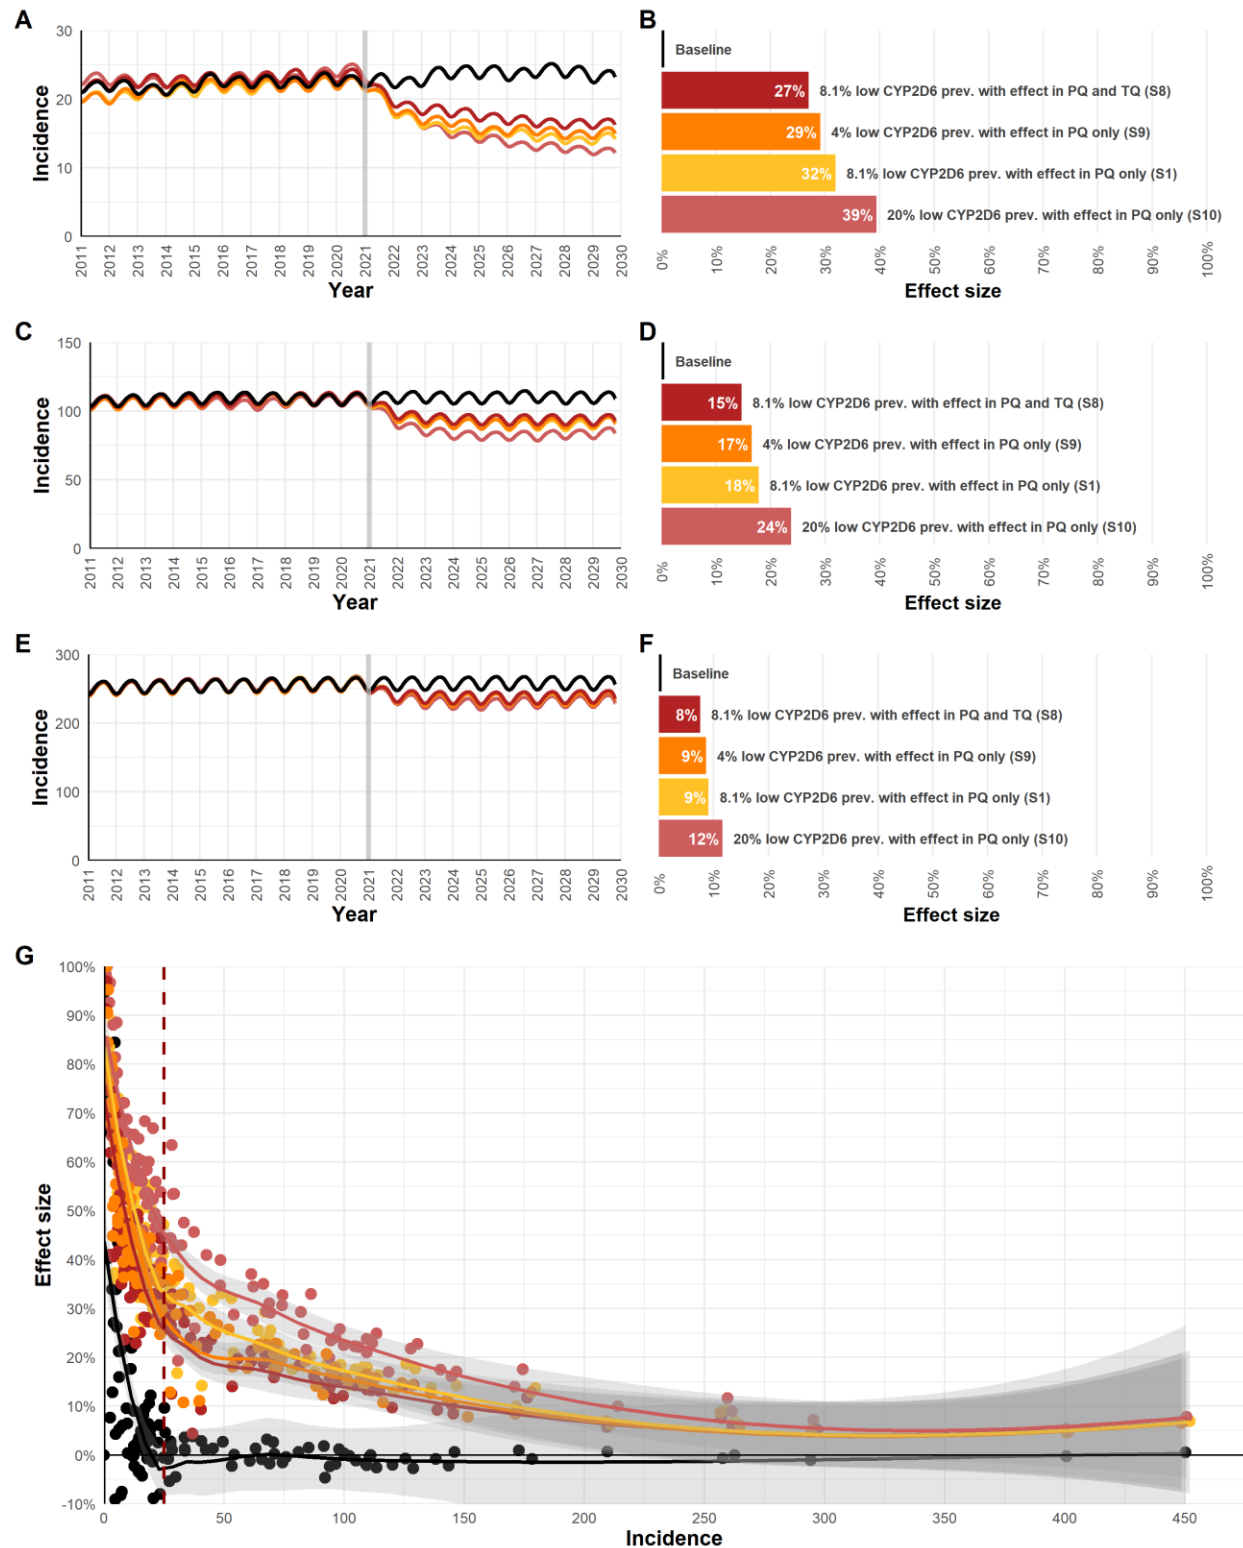 A
30
20
10
0
Incidence
2011 2012 2013 2014 2015 2016 2017 2018 2019 2020 2021 2022 2023 2024 2025 2026 2027 2028 2029 2030
Year
B
Baseline
27% 8.1% low CYP2D6 prev. with effect in PQ and TQ (S8)
29% 4% low CYP2D6 prev. with effect in PQ only (S9)
32% 8.1% low CYP2D6 prev. with effect in PQ only (S1)
39% 20% low CYP2D6 prev. with effect in PQ only (S10)
0% 10% 20% 30% 40% 50% 60% 70% 80% 90% 100%
Effect size
C
150
100
50
0
Incidence
2011 2012 2013 2014 2015 2016 2017 2018 2019 2020 2021 2022 2023 2024 2025 2026 2027 2028 2029 2030
Year
D
Baseline
15% 8.1% low CYP2D6 prev. with effect in PQ and TQ (S8)
17% 4% low CYP2D6 prev. with effect in PQ only (S9)
18% 8.1% low CYP2D6 prev. with effect in PQ only (S1)
24% 20% low CYP2D6 prev. with effect in PQ only (S10)
0% 10% 20% 30% 40% 50% 60% 70% 80% 90% 100%
Effect size
E
300
200
100
0
Incidence
2011 2012 2013 2014 2015 2016 2017 2018 2019 2020 2021 2022 2023 2024 2025 2026 2027 2028 2029 2030
Year
F
Baseline
8% 8.1% low CYP2D6 prev. with effect in PQ and TQ (S8)
9% 4% low CYP2D6 prev. with effect in PQ only (S9)
9% 8.1% low CYP2D6 prev. with effect in PQ only (S1)
12% 20% low CYP2D6 prev. with effect in PQ only (S10)
0% 10% 20% 30% 40% 50% 60% 70% 80% 90% 100%
Effect size
G
100%
90%
80%
70%
60%
50%
40%
30%
20%
10%
0%
-10%
Effect size
0 50 100 150 200 250 300 350 400 450
Incidence